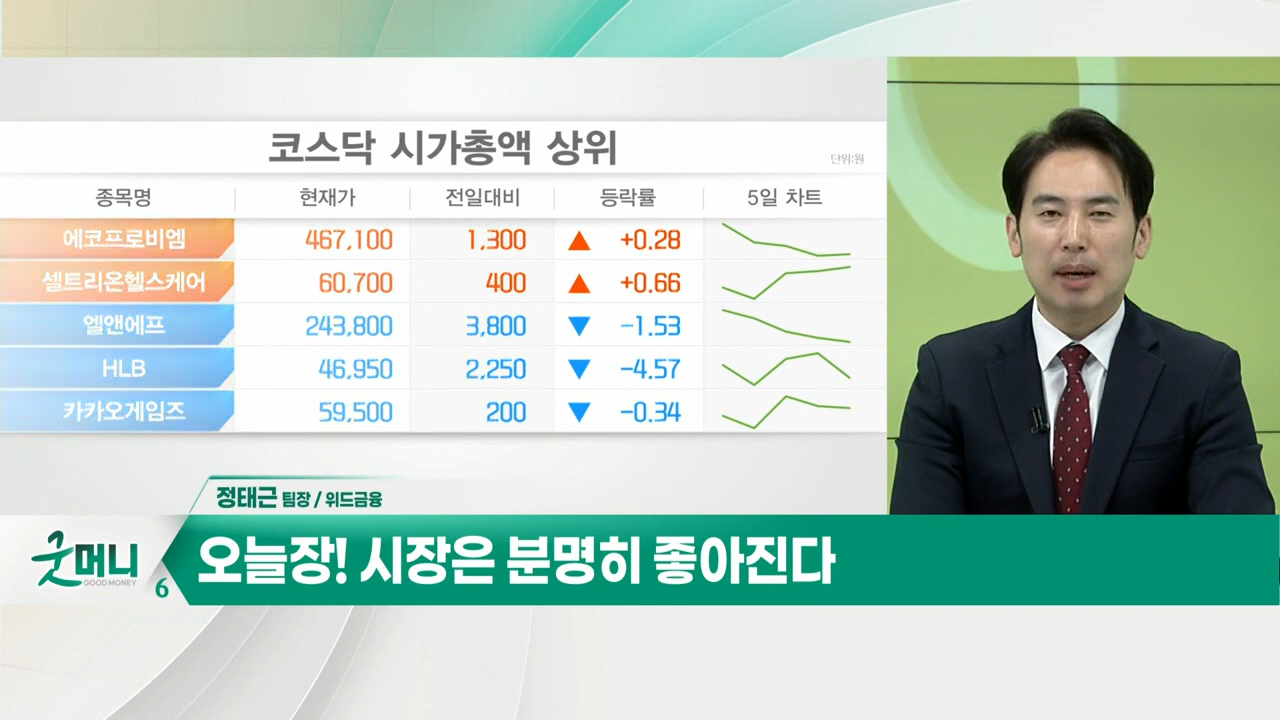 코스닥 시가총액 상위
단위:원
종목명 현재가 전일대비 등락률 5일 차트
에코프로비엠 467,100 1,300 ▲ +0.28
셀트리온헬스케어 60,700 400 ▲ +0.66
엘앤에프 243,800 3,800 ▼ -1.53
HLB 46,950 2,250 ▼ -4.57
카카오게임즈 59,500 200 ▼ -0.34
정태근 팀장 / 위드금융
굿머니
GOOD MONEY
6
오늘장! 시장은 분명히 좋아진다